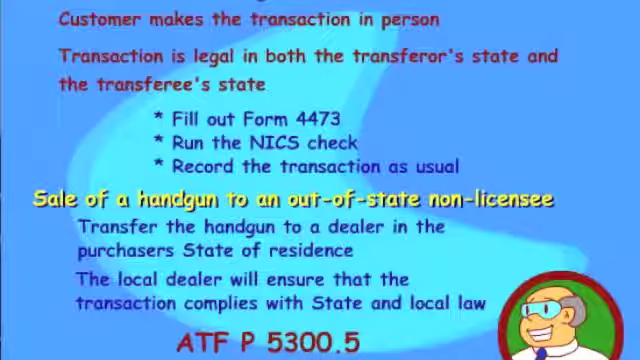 Customer makes the transaction in person
Transaction is legal in both the transferor's state and
the transferee's state
* Fill out Form 4473
* Run the NICS check
* Record the transaction as usual
Sale of a handgun to an out-of-state non-licensee
Transfer the handgun to a dealer in the
purchasers State of residence
The local dealer will ensure that the
transaction complies with State and local law
ATF P 5300.5